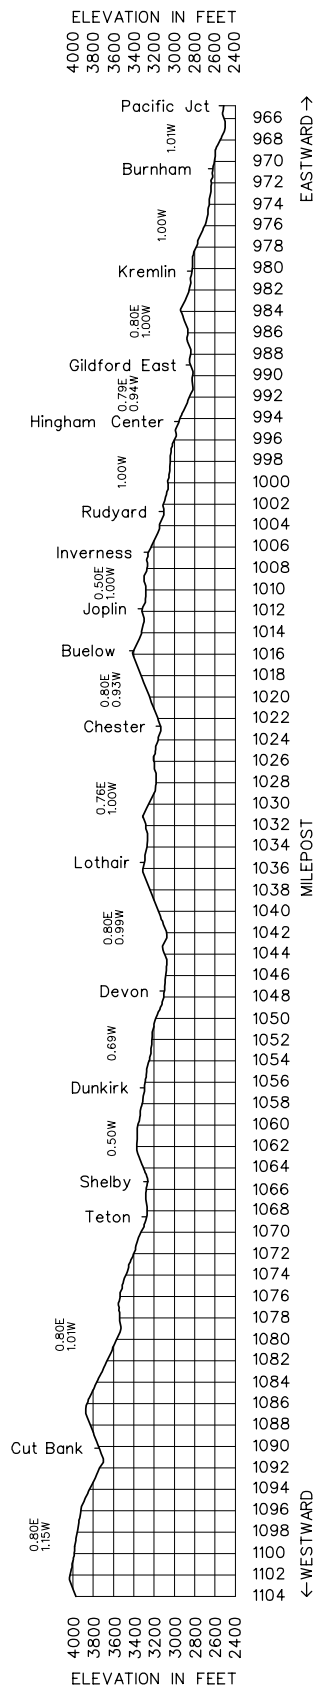 ELEVATION IN FEET
4000 3800 3600 3400 3200 3000 2800 2600 2400
EASTWARD →
Pacific Jct
966
1.01W
968
970
Burnham
972
974
1.00W
976
978
Kremlin
980
982
984
0.80E
1.00W
986
988
Gildford East
990
0.79E
0.94W
992
Hingham Center
994
996
998
1.00W
1000
1002
Rudyard
1004
Inverness
1006
1008
0.50E
1.00W
1010
Joplin
1012
1014
Buelow
1016
1018
0.80E
0.93W
1020
1022
Chester
1024
1026
1028
0.76E
1.00W
1030
1032
1034
MILEPOST
Lothair
1036
1038
1040
0.80E
0.99W
1042
1044
1046
Devon
1048
1050
0.69W
1052
1054
Dunkirk
1056
1058
1060
0.50W
1062
1064
Shelby
1066
1068
Teton
1070
1072
1074
1076
1078
0.80E
1.01W
1080
1082
1084
1086
1088
Cut Bank
1090
1092
1094
1096
0.80E
1.15W
1098
1100
1102
1104
←WESTWARD
4000 3800 3600 3400 3200 3000 2800 2600 2400
ELEVATION IN FEET